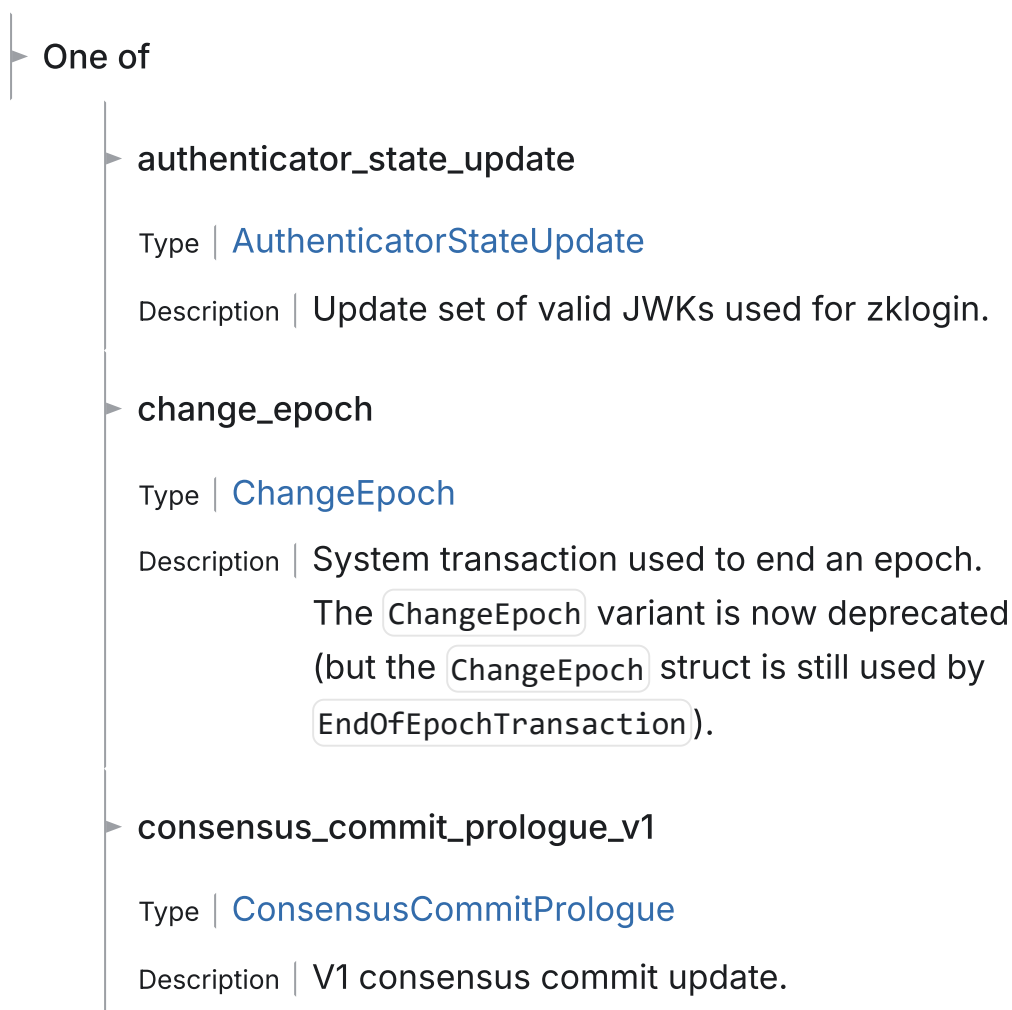 One of
authenticator_state_update
Type AuthenticatorStateUpdate
Description Update set of valid JWKs used for zklogin.
change_epoch
Type ChangeEpoch
Description System transaction used to end an epoch.
The ChangeEpoch variant is now deprecated
(but the ChangeEpoch struct is still used by
EndOfEpochTransaction).
consensus_commit_prologue_v1
Type ConsensusCommitPrologue
Description V1 consensus commit update.